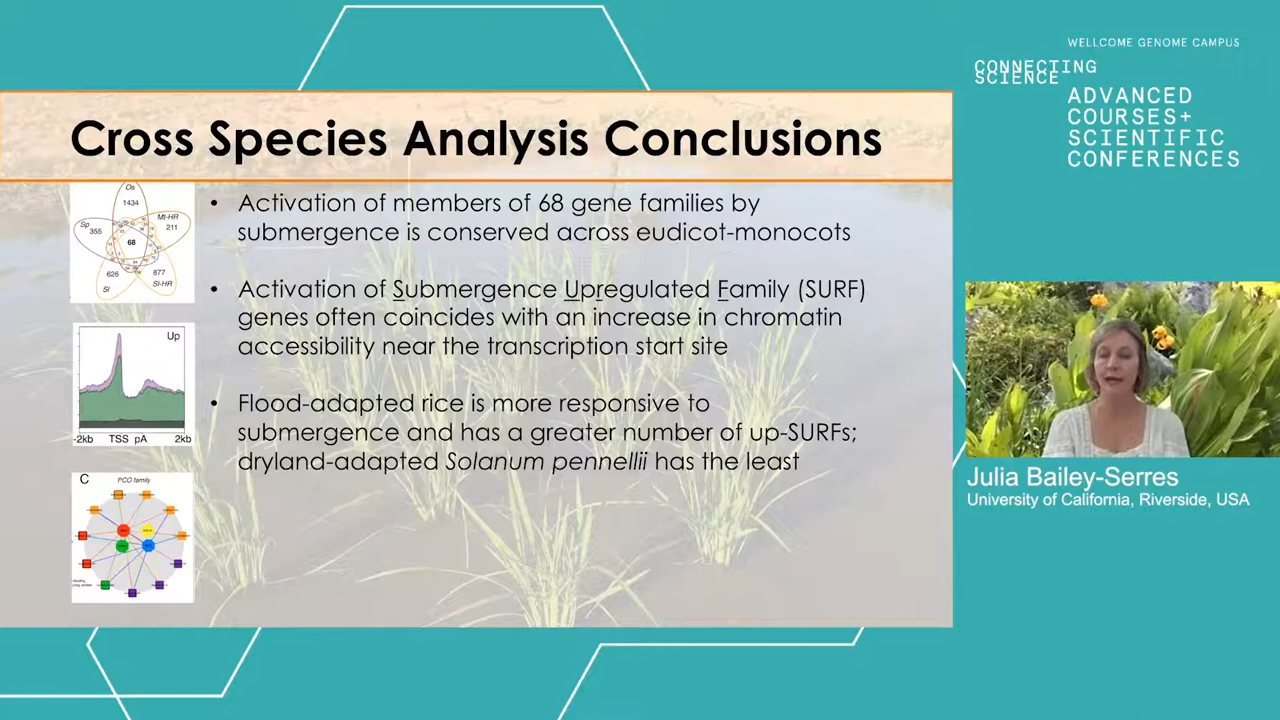 WELLCOME GENOME CAMPUS
CONNECTING
SCIENCE
ADVANCED
COURSES+
SCIENTIFIC
CONFERENCES
Cross Species Analysis Conclusions
Os
1434
Mt-HR
211
Sp
355
68
626
877
Sl
Sl-HR
• Activation of members of 68 gene families by
submergence is conserved across eudicot-monocots
• Activation of Submergence Upregulated Family (SURF)
genes often coincides with an increase in chromatin
accessibility near the transcription start site
Up
-2kb TSS pA 2kb
• Flood-adapted rice is more responsive to
submergence and has a greater number of up-SURFs;
dryland-adapted Solanum pennellii has the least
C
PCO family
Julia Bailey-Serres
University of California, Riverside, USA